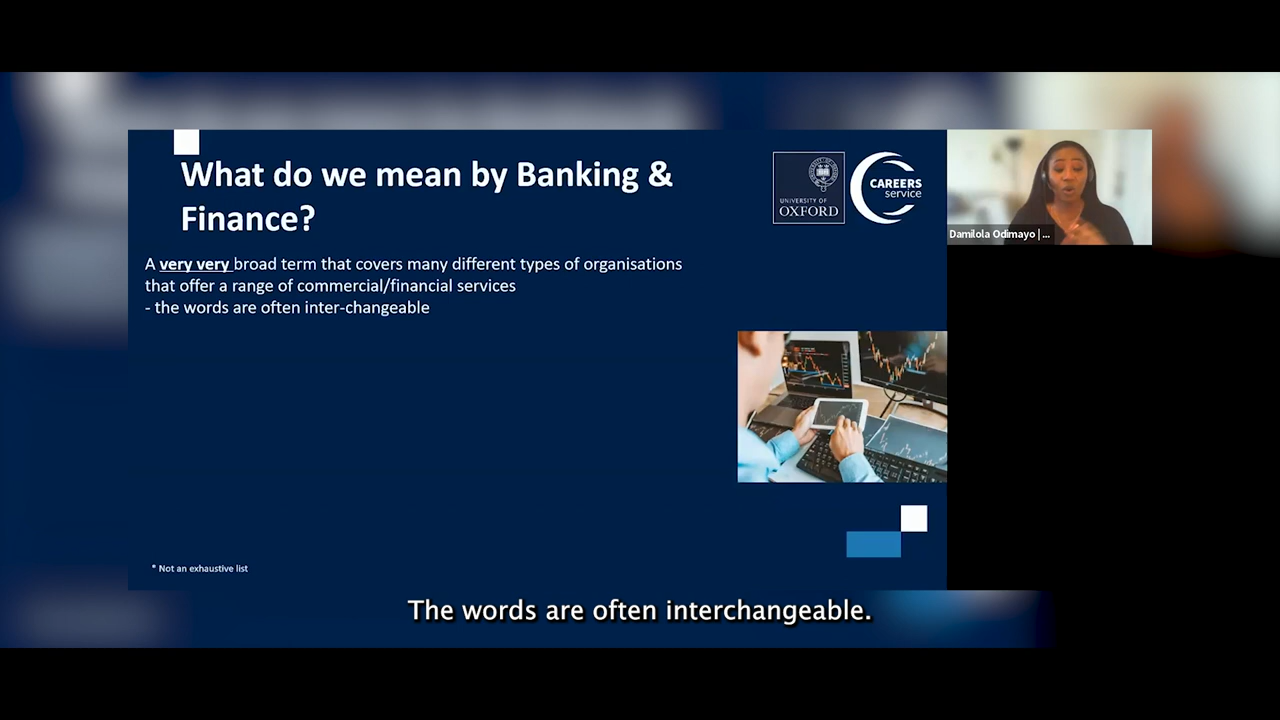 What do we mean by Banking &
Finance?
UNIVERSITY OF
OXFORD
CAREERS
service
A very very broad term that covers many different types of organisations
that offer a range of commercial/financial services
- the words are often inter-changeable
Damilola Odimayo | ...
* Not an exhaustive list
The words are often interchangeable.